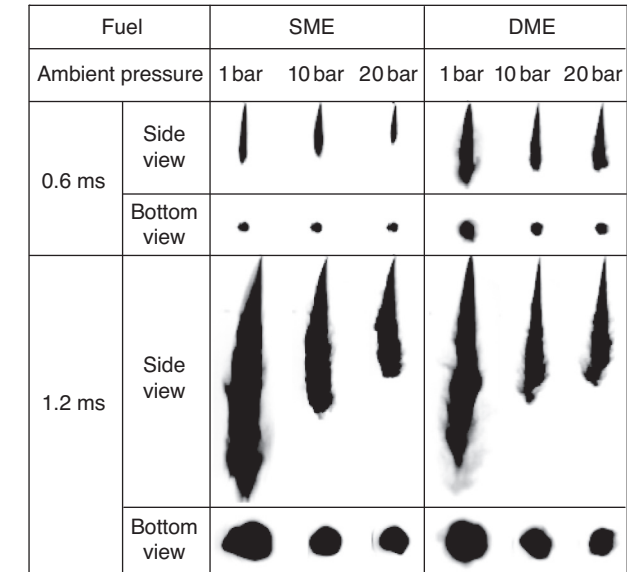 Fuel SME DME
Ambient pressure 1 bar 10 bar 20 bar 1 bar 10 bar 20 bar
0.6 ms
Side
view
Bottom
view
1.2 ms
Side
view
Bottom
view